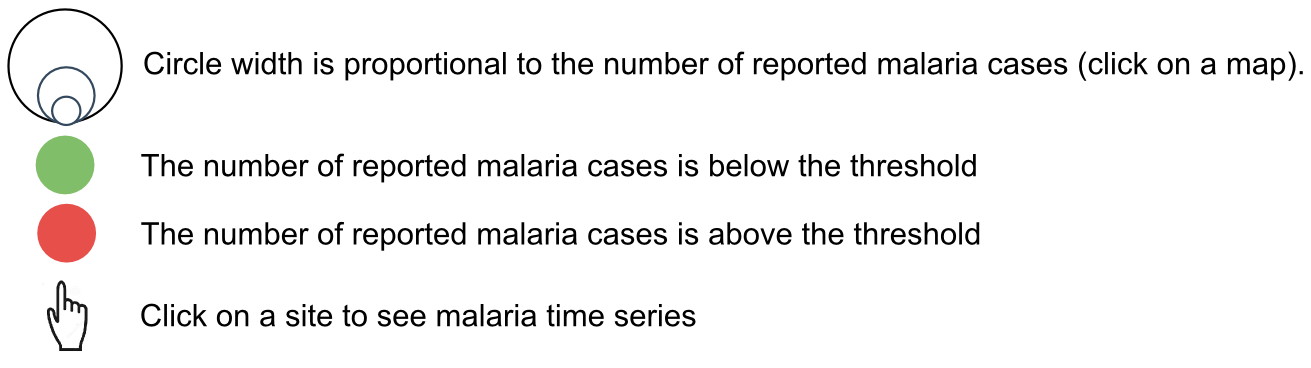 Circle width is proportional to the number of reported malaria cases (click on a map).
The number of reported malaria cases is below the threshold
The number of reported malaria cases is above the threshold
Click on a site to see malaria time series